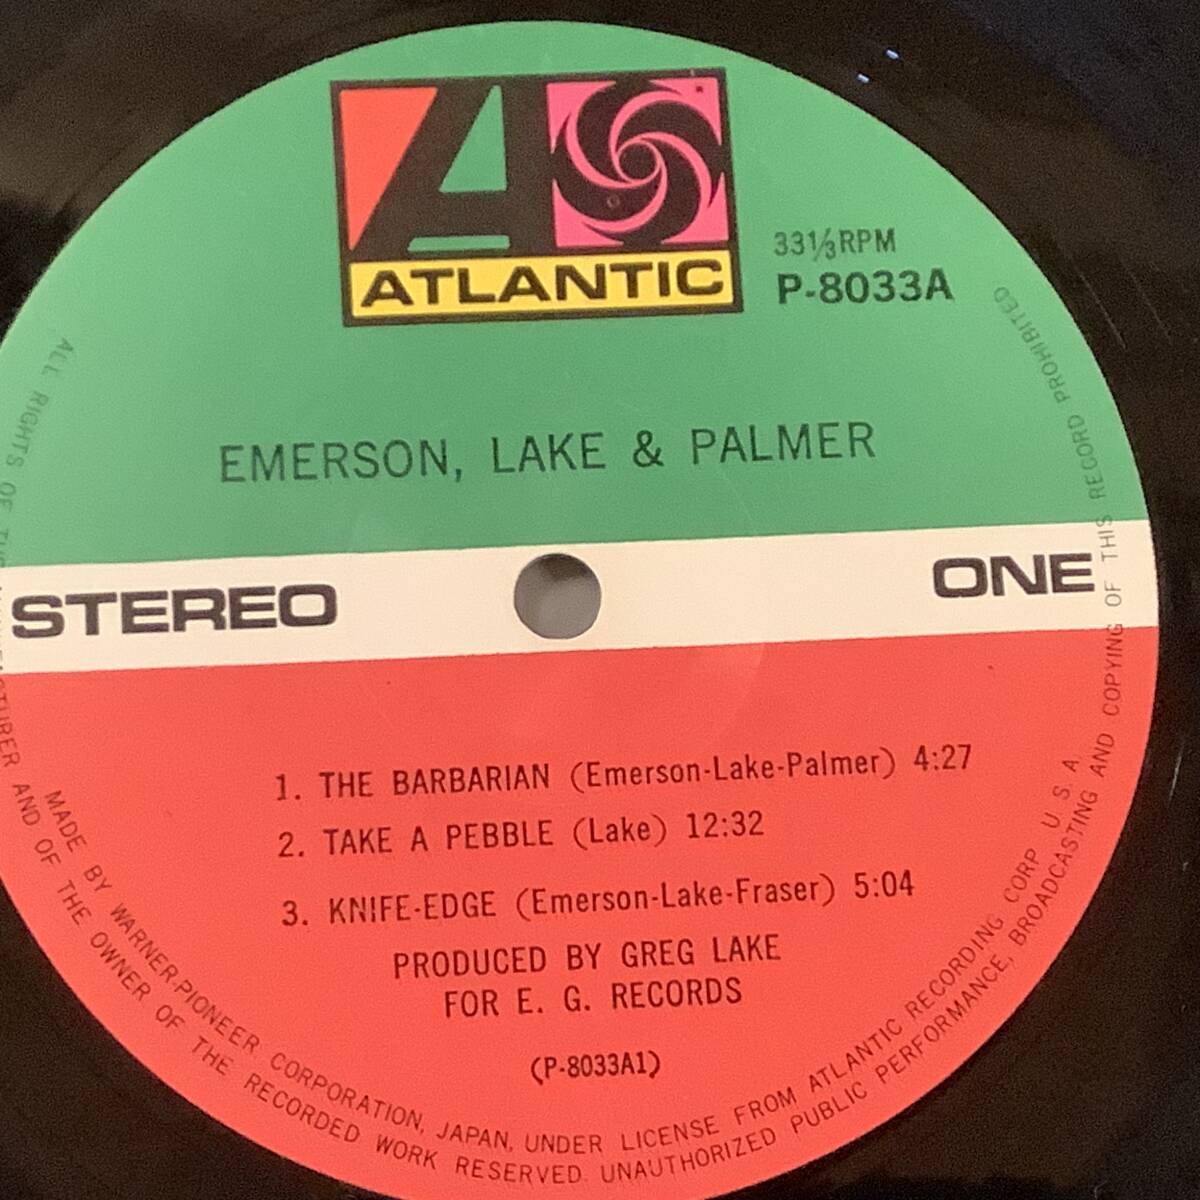 ATLANTIC
33⅓RPM
P-8033A
EMERSON, LAKE & PALMER
STEREO
ONE
1. THE BARBARIAN (Emerson-Lake-Palmer) 4:27
2. TAKE A PEBBLE (Lake) 12:32
3. KNIFE-EDGE (Emerson-Lake-Fraser) 5:04
PRODUCED BY GREG LAKE
FOR E. G. RECORDS
(P-8033A1)
MADE BY WARNER-PIONEER CORPORATION, JAPAN, UNDER LICENSE FROM ATLANTIC RECORDING CORP U.S.A.
ALL RIGHTS OF AND OF THE OWNER OF THE RECORDED WORK RESERVED. UNAUTHORIZED PUBLIC PERFORMANCE, BROADCASTING AND COPYING OF THIS RECORD PROHIBITED